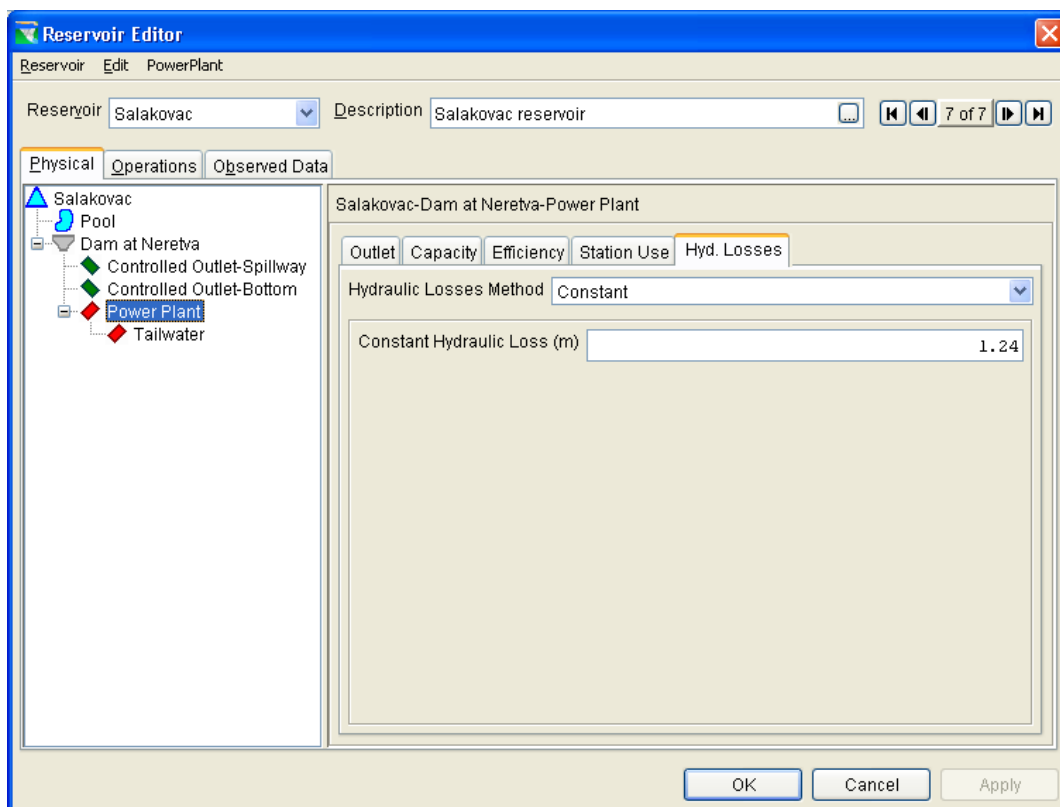 Reservoir Editor
Reservoir Edit PowerPlant
Reservoir Salakovac Description Salakovac reservoir ... 7 of 7
Physical Operations Observed Data
Salakovac
Pool
Dam at Neretva
Controlled Outlet-Spillway
Controlled Outlet-Bottom
Power Plant
Tailwater
Salakovac-Dam at Neretva-Power Plant
Outlet Capacity Efficiency Station Use Hyd. Losses
Hydraulic Losses Method Constant
Constant Hydraulic Loss (m) 1.24
OK Cancel Apply